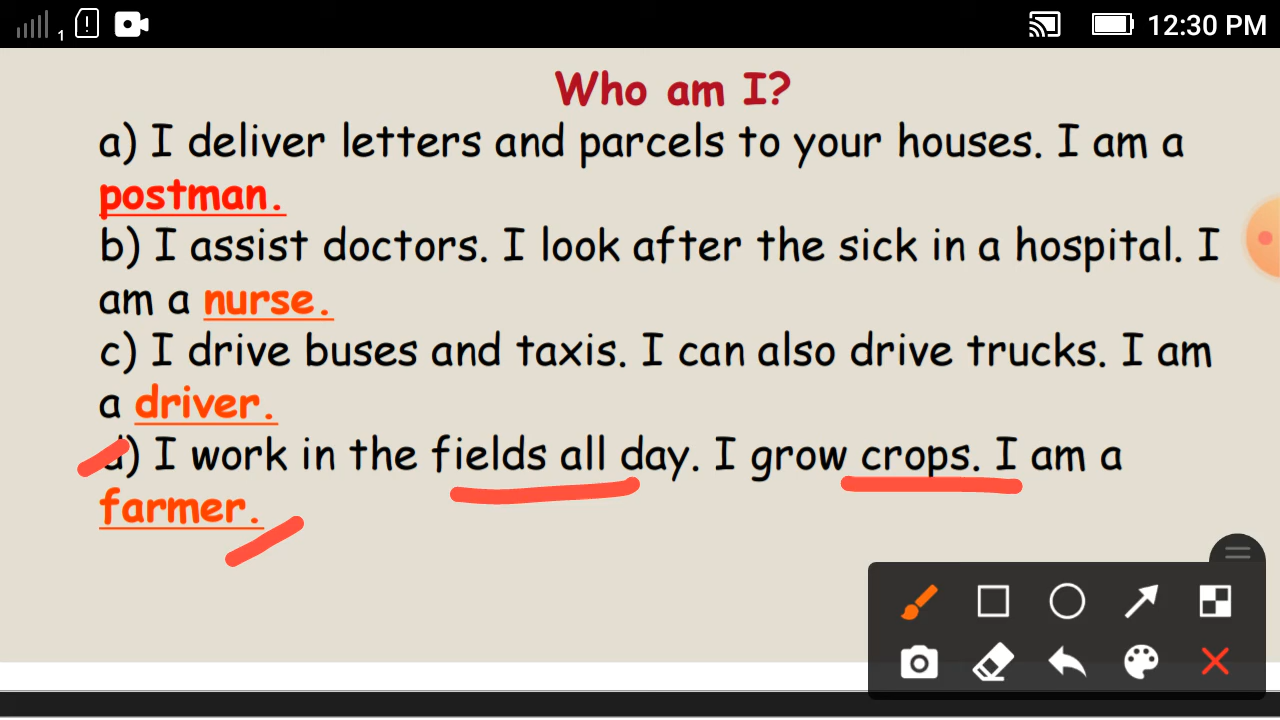 1 12:30 PM
Who am I?
a) I deliver letters and parcels to your houses. I am a
postman.
b) I assist doctors. I look after the sick in a hospital. I
am a nurse.
c) I drive buses and taxis. I can also drive trucks. I am
a driver.
d) I work in the fields all day. I grow crops. I am a
farmer.